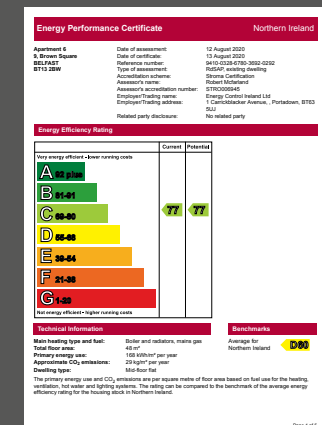 Energy Performance Certificate Northern Ireland
Apartment 6
9, Brown Square
BELFAST
BT13 2BW
Date of assessment: 12 August 2020
Date of certificate: 13 August 2020
Reference number: 9410-0328-6780-3692-0292
Type of assessment: RdSAP, existing dwelling
Accreditation scheme: Stroma Certification
Assessor's name: Robert Mcfarland
Assessor's accreditation number: STRO006945
Employer/Trading name: Energy Control Ireland Ltd
Employer/Trading address: 1 Carrickblacker Avenue, , Portadown, BT63
5UJ
Related party disclosure: No related party
Energy Efficiency Rating
Current Potential
Very energy efficient - lower running costs
A 92 plus
B 81-91
C 69-80 77 77
D 55-68
E 39-54
F 21-38
G 1-20
Not energy efficient - higher running costs
Technical Information
Main heating type and fuel: Boiler and radiators, mains gas
Total floor area: 48 m²
Primary energy use: 168 kWh/m² per year
Approximate CO₂ emissions: 29 kg/m² per year
Dwelling type: Mid-floor flat
Benchmarks
Average for
Northern Ireland D60
The primary energy use and CO₂ emissions are per square metre of floor area based on fuel use for the heating,
ventilation, hot water and lighting systems. The rating can be compared to the benchmark of the average energy
efficiency rating for the housing stock in Northern Ireland.